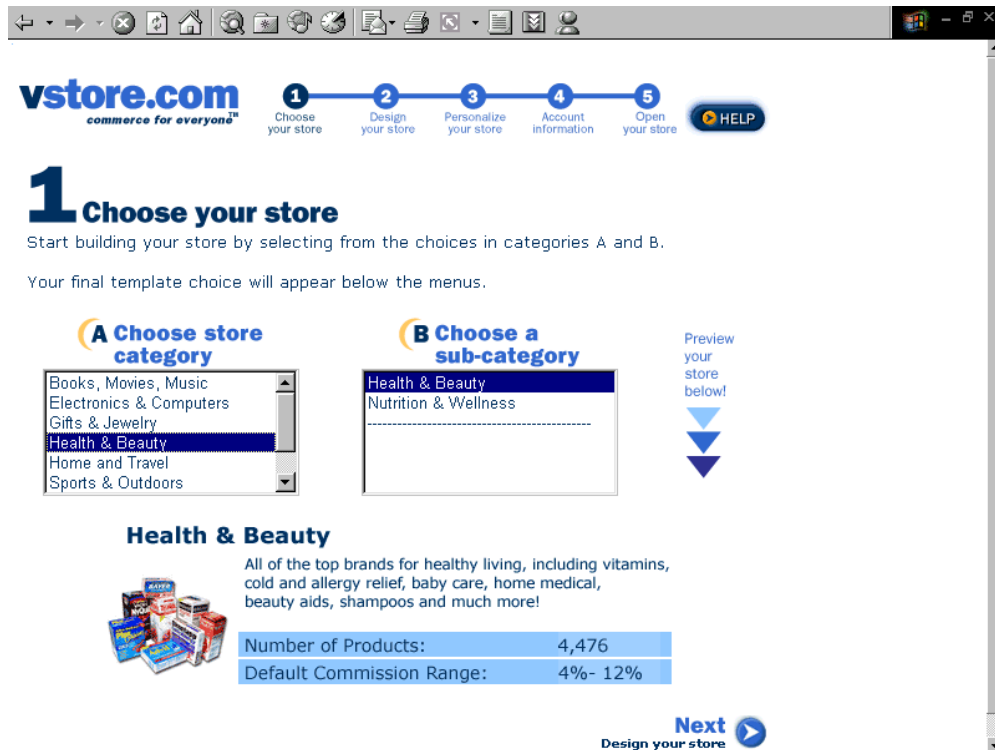 vstore.com
commerce for everyone™
1 2 3 4 5
Choose your store
Design your store
Personalize your store
Account information
Open your store
HELP
1 Choose your store
Start building your store by selecting from the choices in categories A and B.
Your final template choice will appear below the menus.
A Choose store
category
B Choose a
sub-category
Preview
your
store
below!
Books, Movies, Music
Electronics & Computers
Gifts & Jewelry
Health & Beauty
Home and Travel
Sports & Outdoors
Health & Beauty
Nutrition & Wellness
---------------------------------------------
Health & Beauty
All of the top brands for healthy living, including vitamins,
cold and allergy relief, baby care, home medical,
beauty aids, shampoos and much more!
Number of Products: 4,476
Default Commission Range: 4%- 12%
Next
Design your store